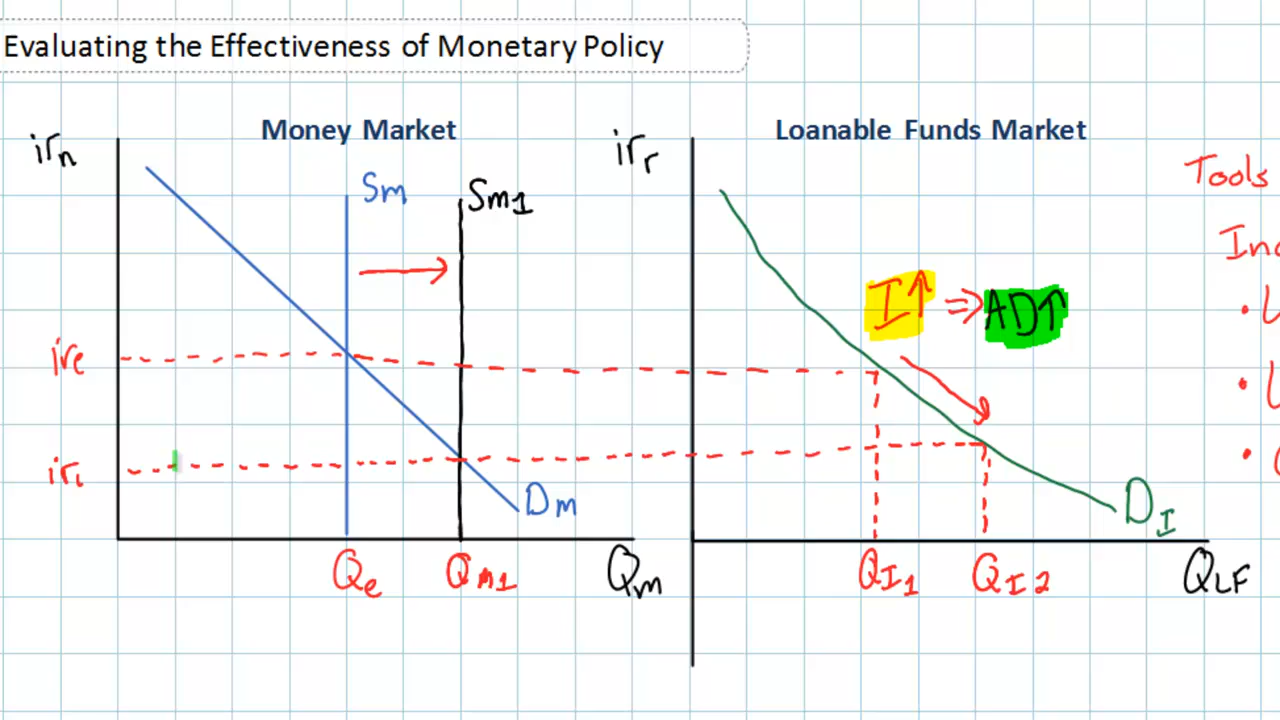 Evaluating the Effectiveness of Monetary Policy
Money Market
Loanable Funds Market
irn
Sm
Sm1
ire
ir1
Dm
Qe
Qm1
Qm
irr
I↑ ⇒ AD↑
DI
QI1
QI2
QLF
Tools